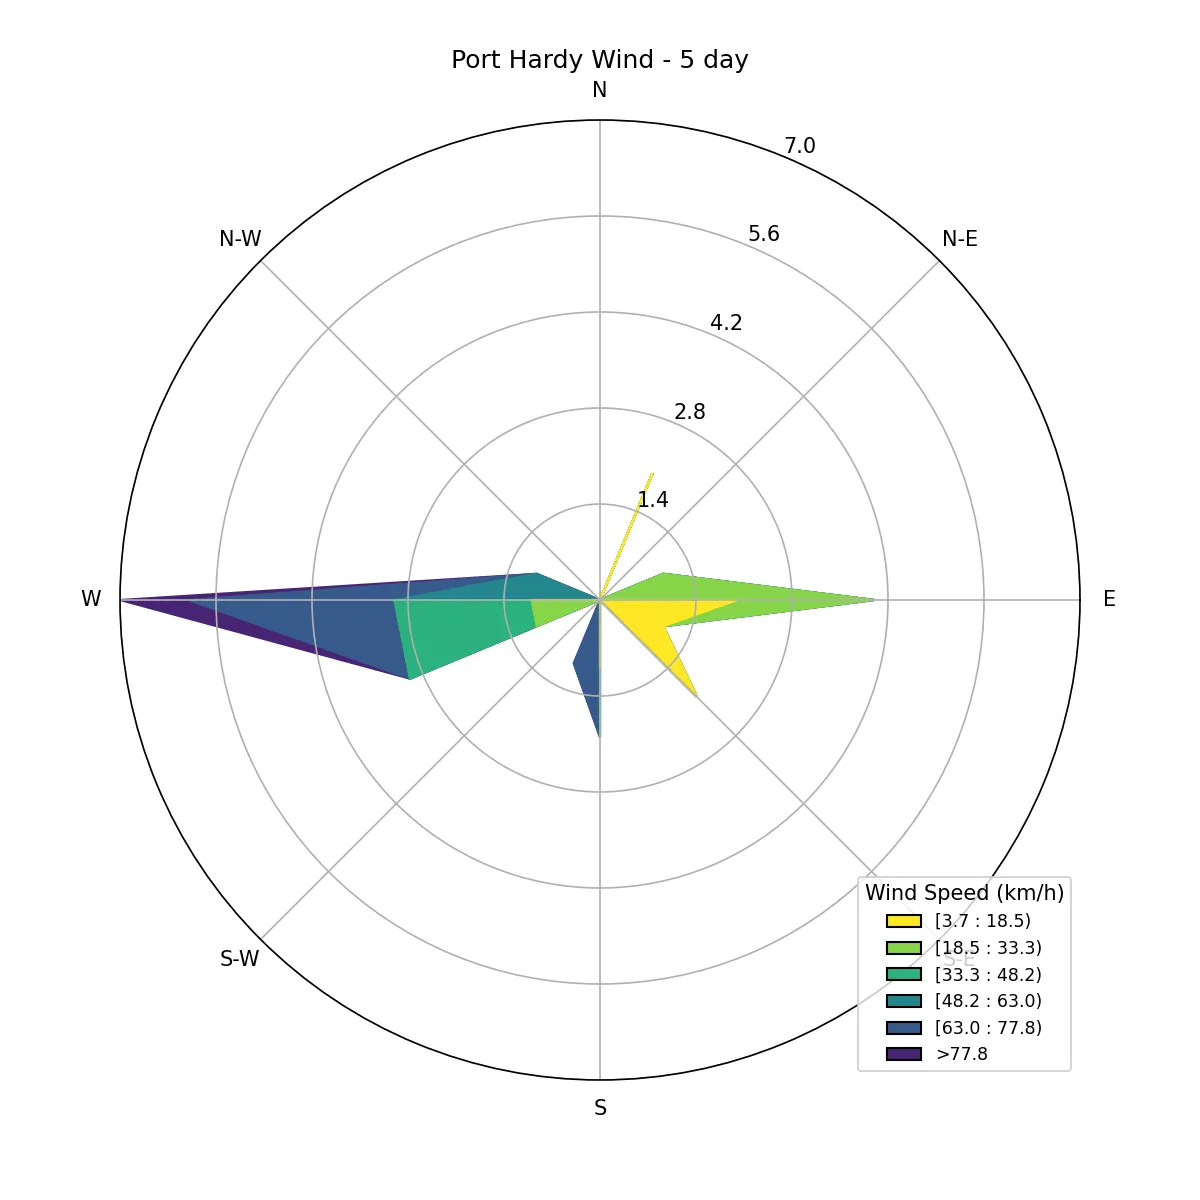 Port Hardy Wind - 5 day
N
7.0
N-W
5.6
N-E
4.2
2.8
1.4
W
E
S-W
S-E
S
Wind Speed (km/h)
[3.7 : 18.5)
[18.5 : 33.3)
[33.3 : 48.2)
[48.2 : 63.0)
[63.0 : 77.8)
>77.8